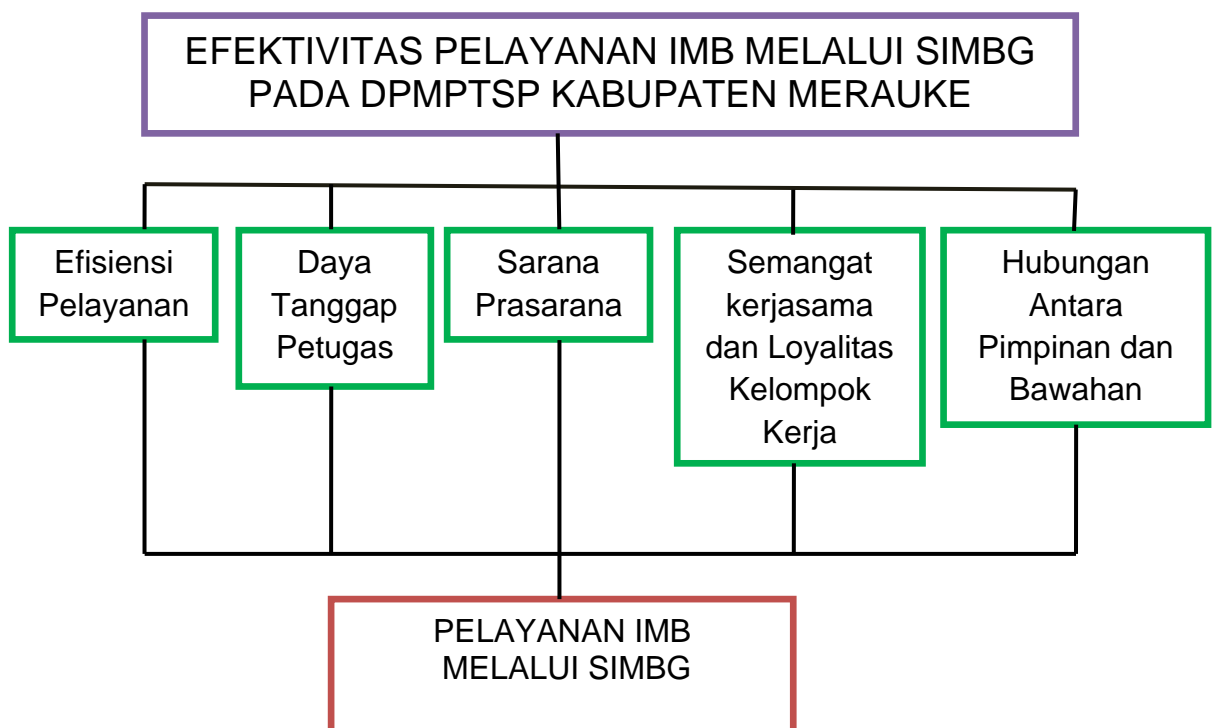 EFEKTIVITAS PELAYANAN IMB MELALUI SIMBG
PADA DPMPTSP KABUPATEN MERAUKE
Efisiensi
Pelayanan
Daya
Tanggap
Petugas
Sarana
Prasarana
Semangat
kerjasama
dan Loyalitas
Kelompok
Kerja
Hubungan
Antara
Pimpinan dan
Bawahan
PELAYANAN IMB
MELALUI SIMBG